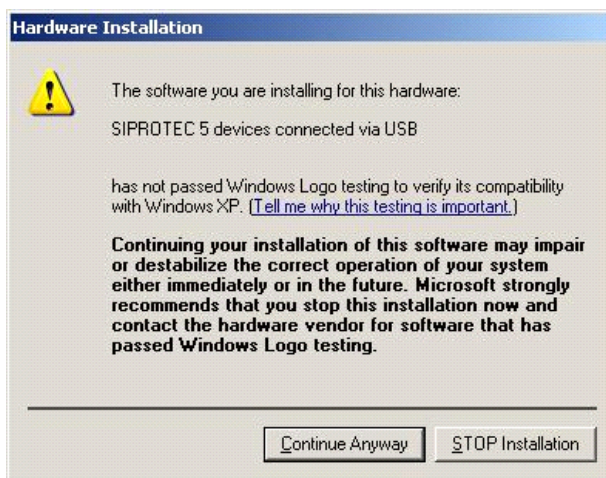 Hardware Installation
The software you are installing for this hardware:
SIPROTEC 5 devices connected via USB
has not passed Windows Logo testing to verify its compatibility
with Windows XP. (Tell me why this testing is important.)
Continuing your installation of this software may impair
or destabilize the correct operation of your system
either immediately or in the future. Microsoft strongly
recommends that you stop this installation now and
contact the hardware vendor for software that has
passed Windows Logo testing.
Continue Anyway
STOP Installation